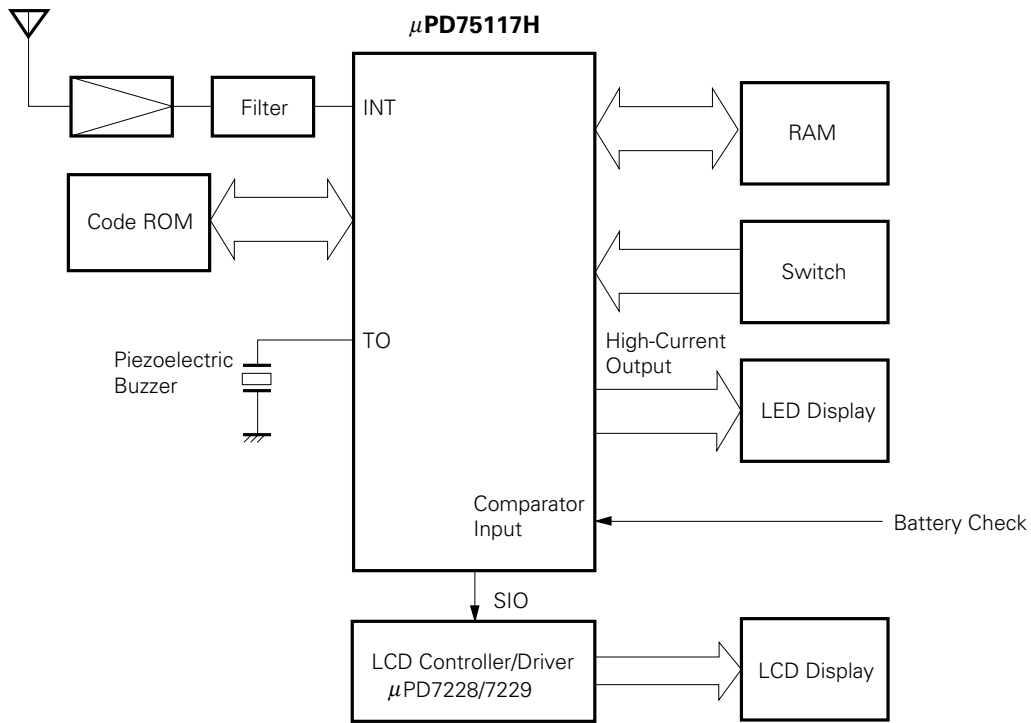 μPD75117H
Filter
INT
RAM
Code ROM
Switch
TO
High-Current
Output
Piezoelectric
Buzzer
LED Display
Comparator
Input
Battery Check
SIO
LCD Controller/Driver
μPD7228/7229
LCD Display